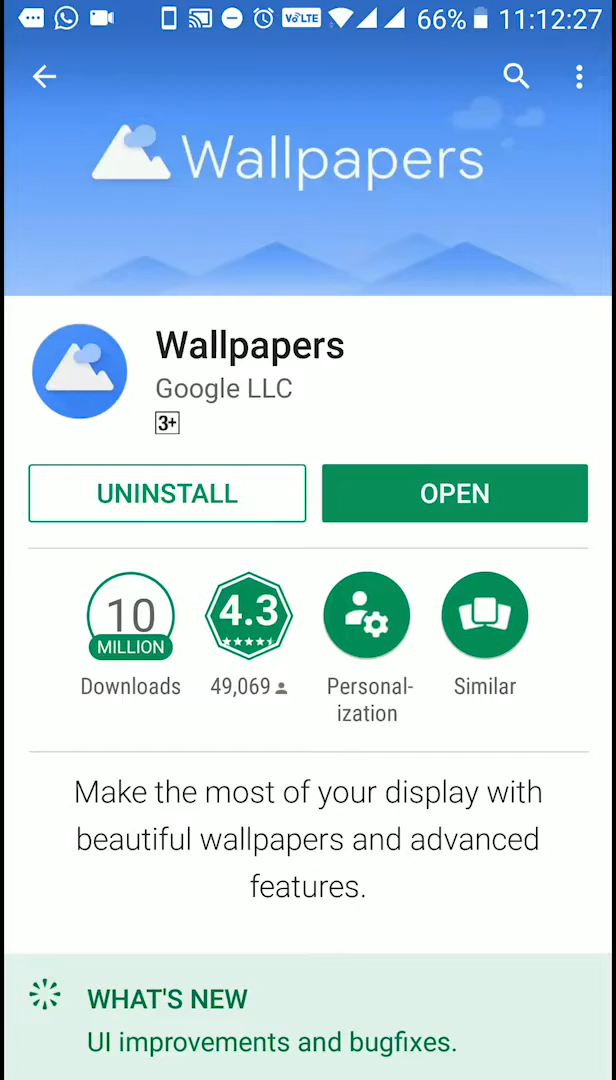 VoLTE 66% 11:12:27
Wallpapers
Wallpapers
Google LLC
3+
UNINSTALL OPEN
10
MILLION
4.3
Downloads 49,069 Personal- Similar
ization
Make the most of your display with
beautiful wallpapers and advanced
features.
WHAT'S NEW
UI improvements and bugfixes.